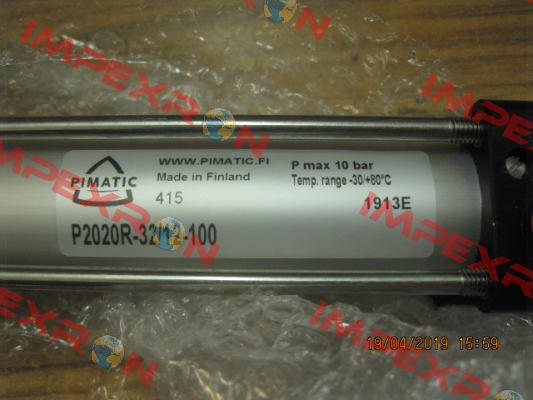 IMPEXRON
PIMATIC
WWW.PIMATIC.FI
Made in Finland
415
P max 10 bar
Temp. range -30/+80°C
1913E
19/04/2019 15:59